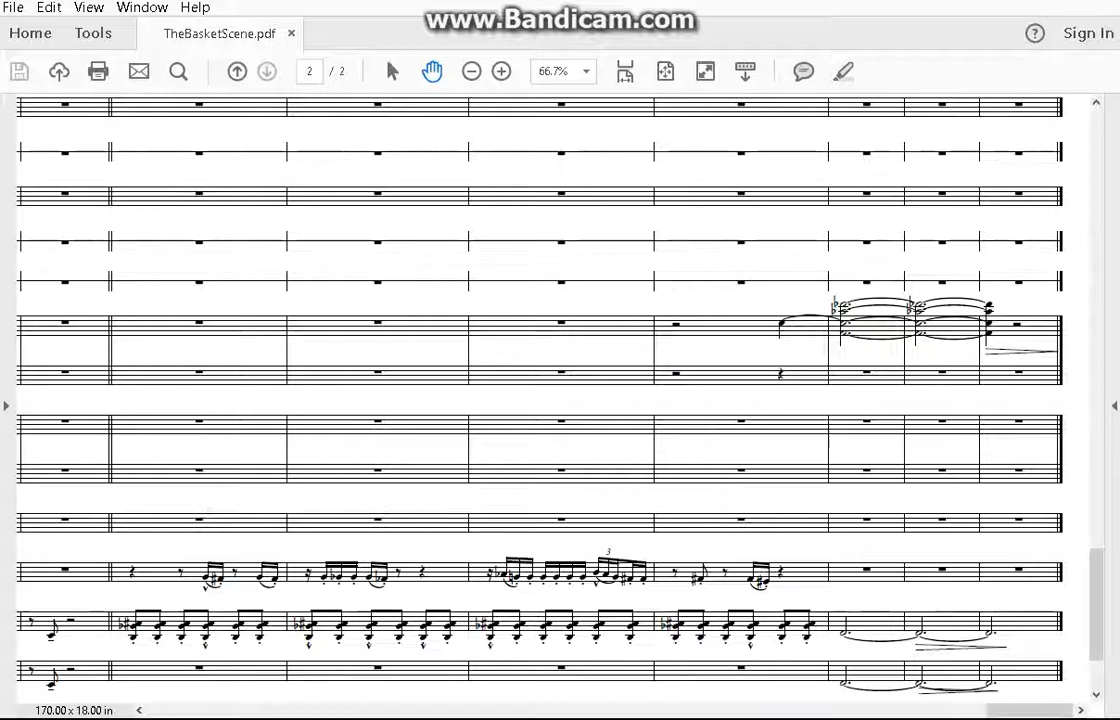 www.Bandicam.com
File Edit View Window Help
Home Tools TheBasketScene.pdf × ? Sign In
2 / 2 66.7%
3
170.00 x 18.00 in